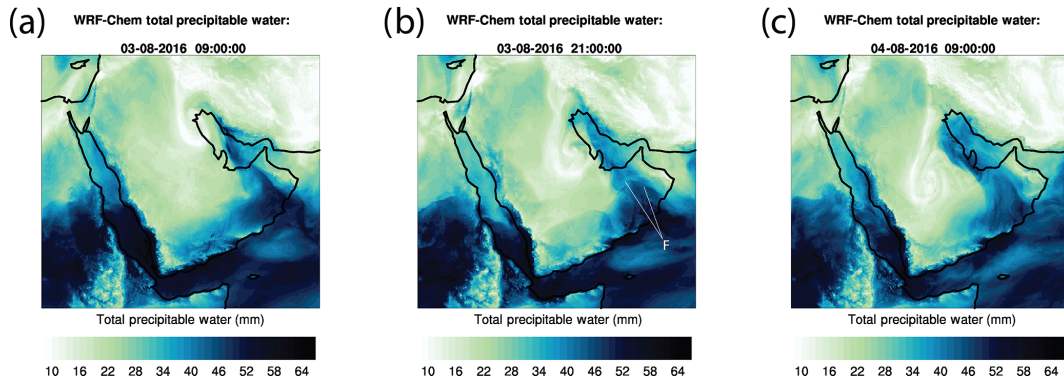 (a)
WRF-Chem total precipitable water:
03-08-2016 09:00:00
Total precipitable water (mm)
10 16 22 28 34 40 46 52 58 64
(b)
WRF-Chem total precipitable water:
03-08-2016 21:00:00
F
Total precipitable water (mm)
10 16 22 28 34 40 46 52 58 64
(c)
WRF-Chem total precipitable water:
04-08-2016 09:00:00
Total precipitable water (mm)
10 16 22 28 34 40 46 52 58 64